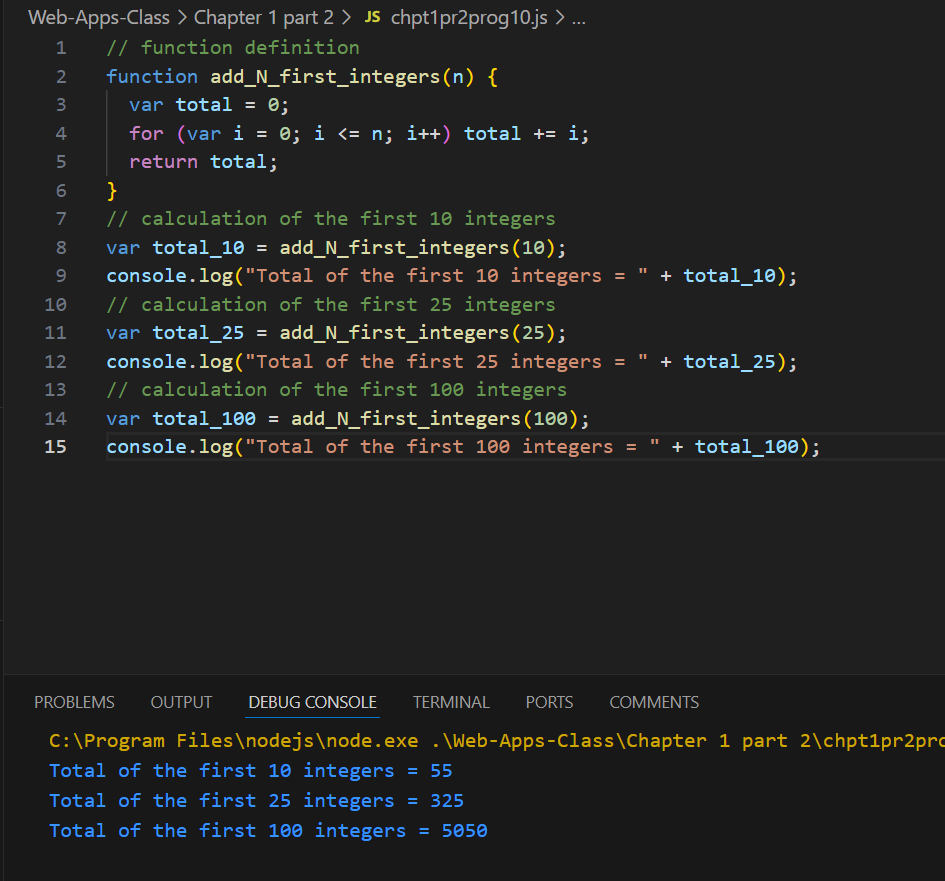 Web-Apps-Class > Chapter 1 part 2 > JS chpt1pr2prog10.js > ...
1 // function definition
2 function add_N_first_integers(n) {
3   var total = 0;
4   for (var i = 0; i <= n; i++) total += i;
5   return total;
6 }
7 // calculation of the first 10 integers
8 var total_10 = add_N_first_integers(10);
9 console.log("Total of the first 10 integers = " + total_10);
10 // calculation of the first 25 integers
11 var total_25 = add_N_first_integers(25);
12 console.log("Total of the first 25 integers = " + total_25);
13 // calculation of the first 100 integers
14 var total_100 = add_N_first_integers(100);
15 console.log("Total of the first 100 integers = " + total_100);
PROBLEMS OUTPUT DEBUG CONSOLE TERMINAL PORTS COMMENTS
C:\Program Files\nodejs\node.exe .\Web-Apps-Class\Chapter 1 part 2\chpt1pr2pro
Total of the first 10 integers = 55
Total of the first 25 integers = 325
Total of the first 100 integers = 5050